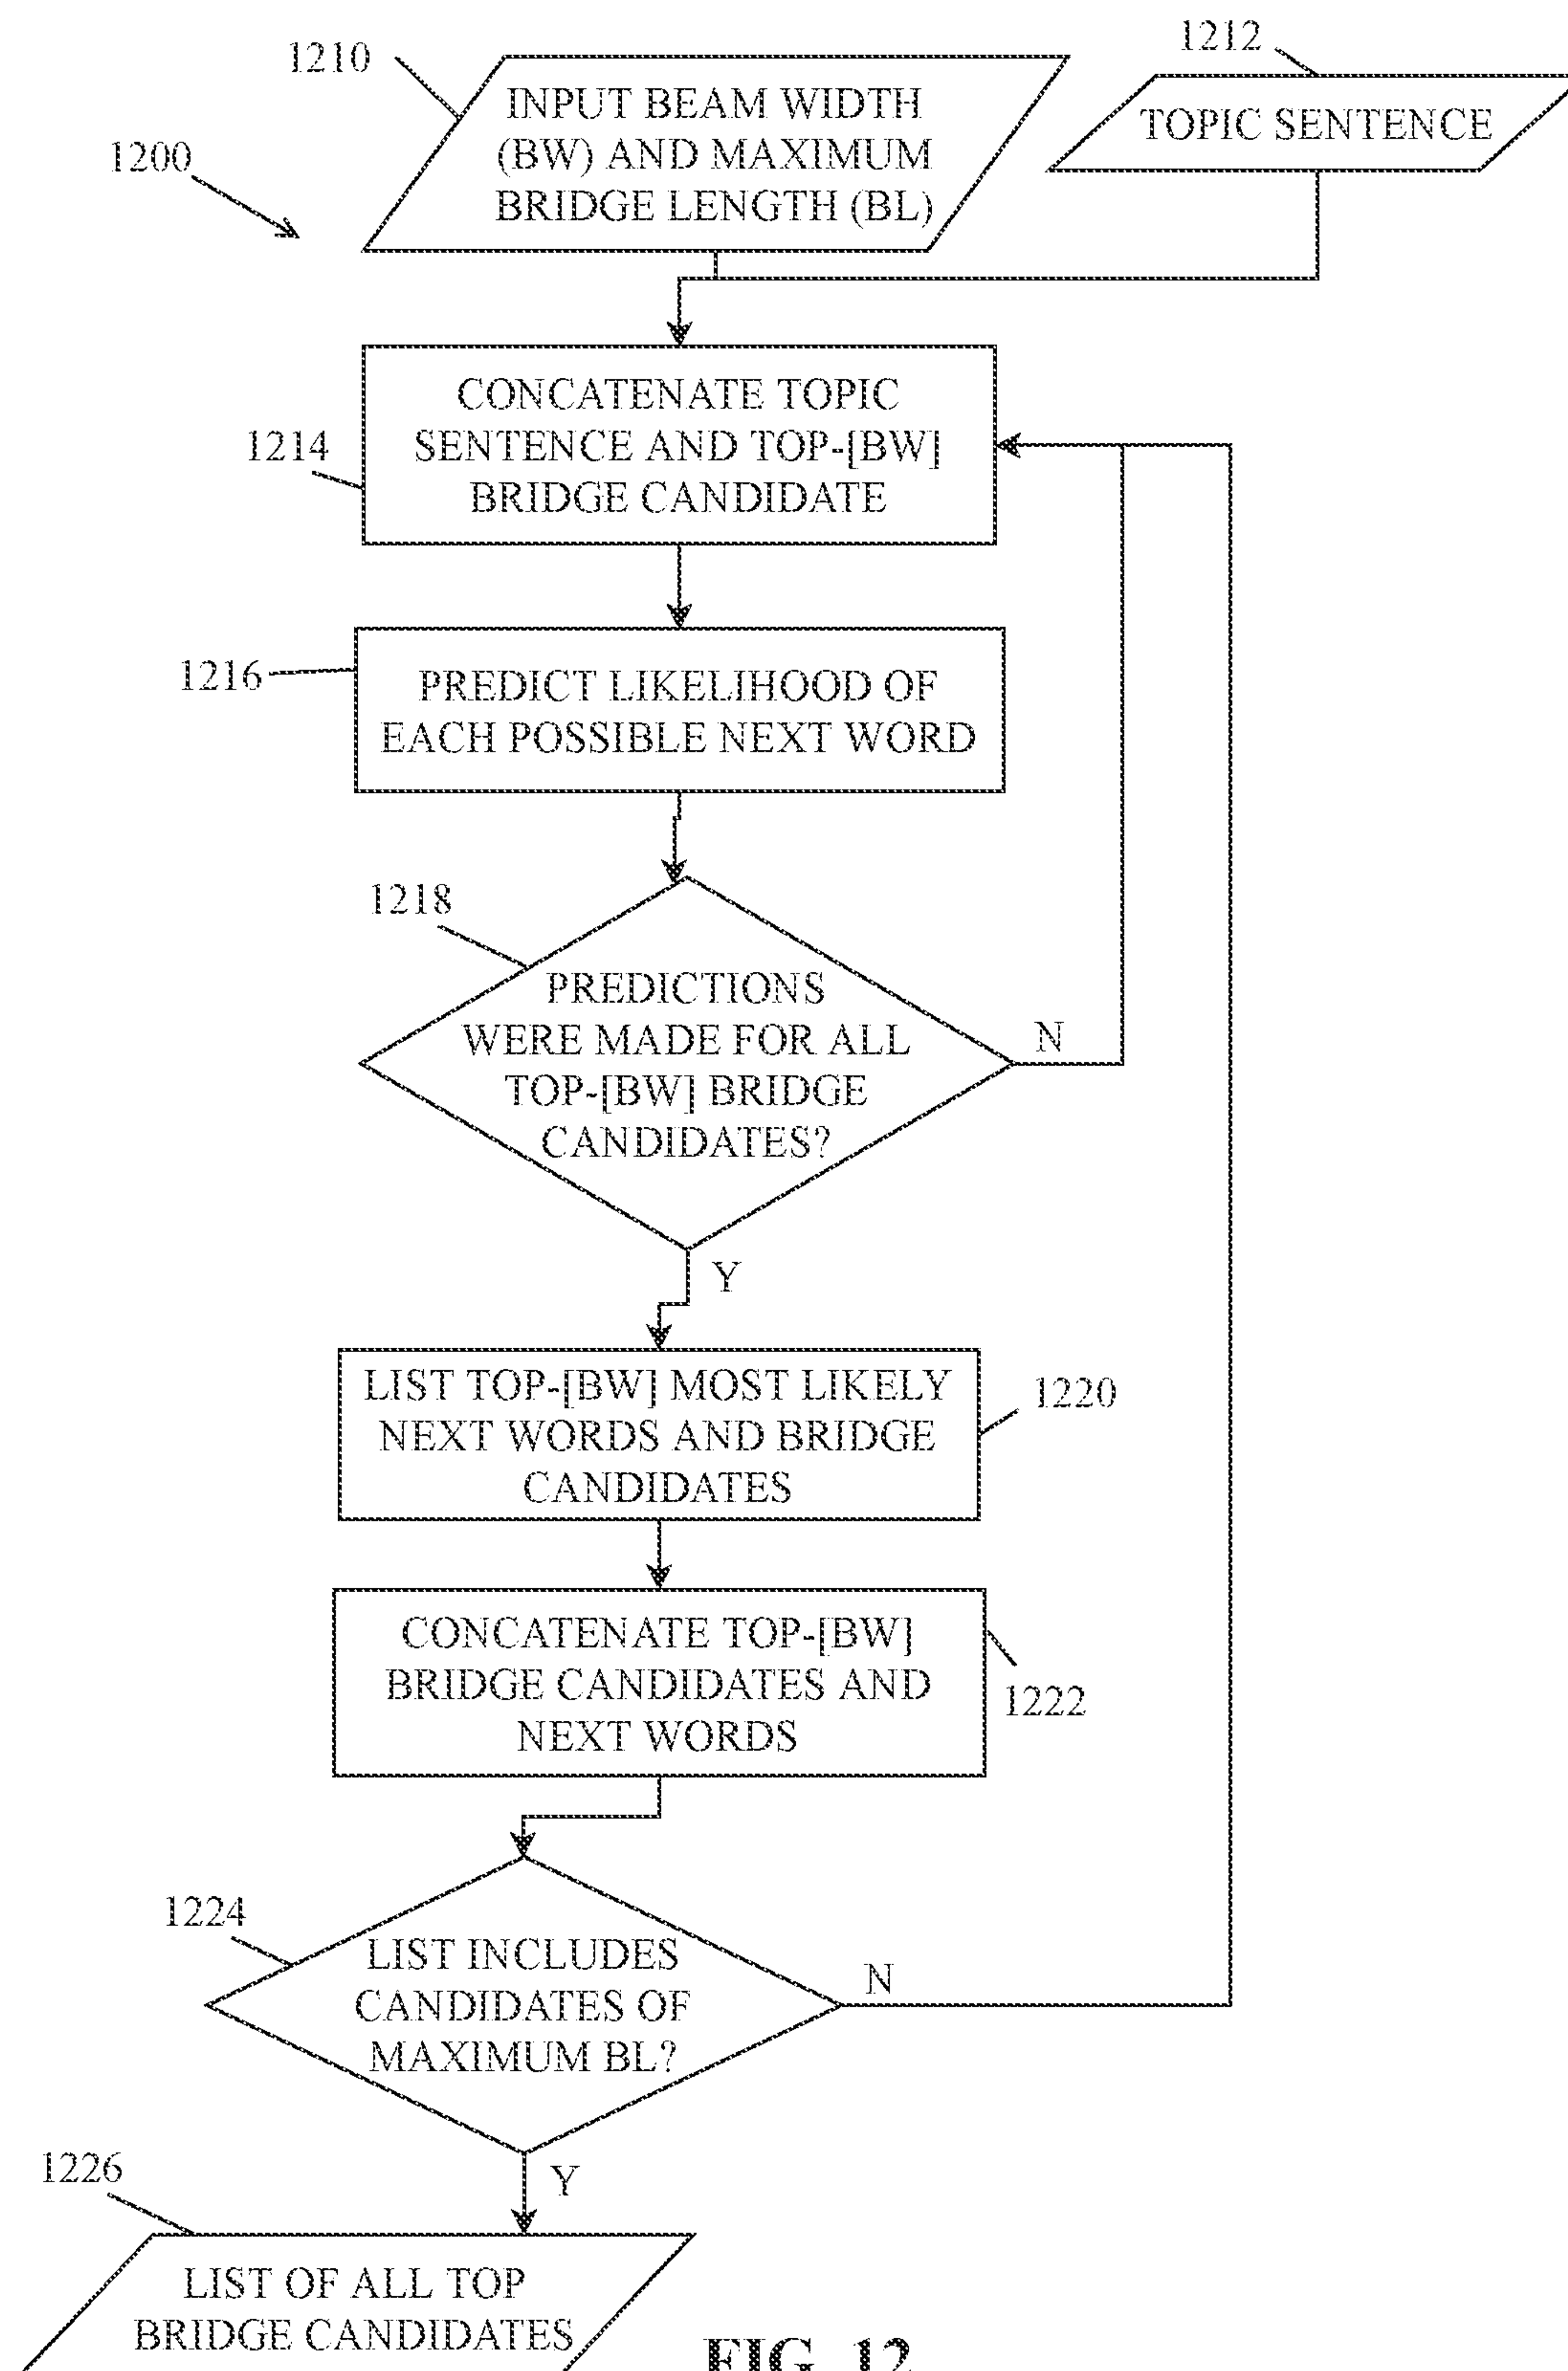 1210
1212
INPUT BEAM WIDTH
(BW) AND MAXIMUM
BRIDGE LENGTH (BL)
TOPIC SENTENCE
1200
CONCATENATE TOPIC
SENTENCE AND TOP-[BW]
BRIDGE CANDIDATE
1214
1216
PREDICT LIKELIHOOD OF
EACH POSSIBLE NEXT WORD
1218
PREDICTIONS
WERE MADE FOR ALL
TOP-[BW] BRIDGE
CANDIDATES?
N
Y
LIST TOP-[BW] MOST LIKELY
NEXT WORDS AND BRIDGE
CANDIDATES
1220
CONCATENATE TOP-[BW]
BRIDGE CANDIDATES AND
NEXT WORDS
1222
1224
LIST INCLUDES
CANDIDATES OF
MAXIMUM BL?
N
Y
1226
LIST OF ALL TOP
BRIDGE CANDIDATES
FIG. 12